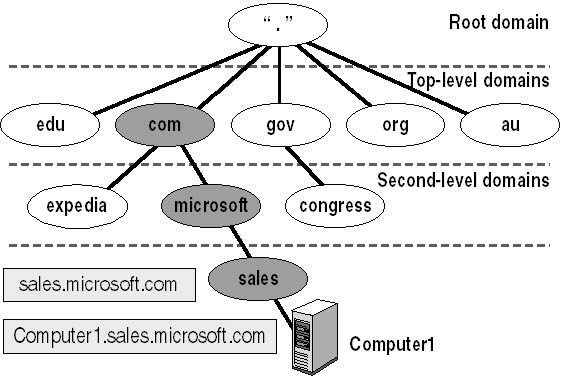 “ . ”
Root domain
Top-level domains
edu
com
gov
org
au
Second-level domains
expedia
microsoft
congress
sales
sales.microsoft.com
Computer1.sales.microsoft.com
Computer1